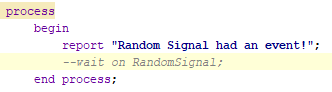 process
begin
report "Random Signal had an event!";
--wait on RandomSignal;
end process;